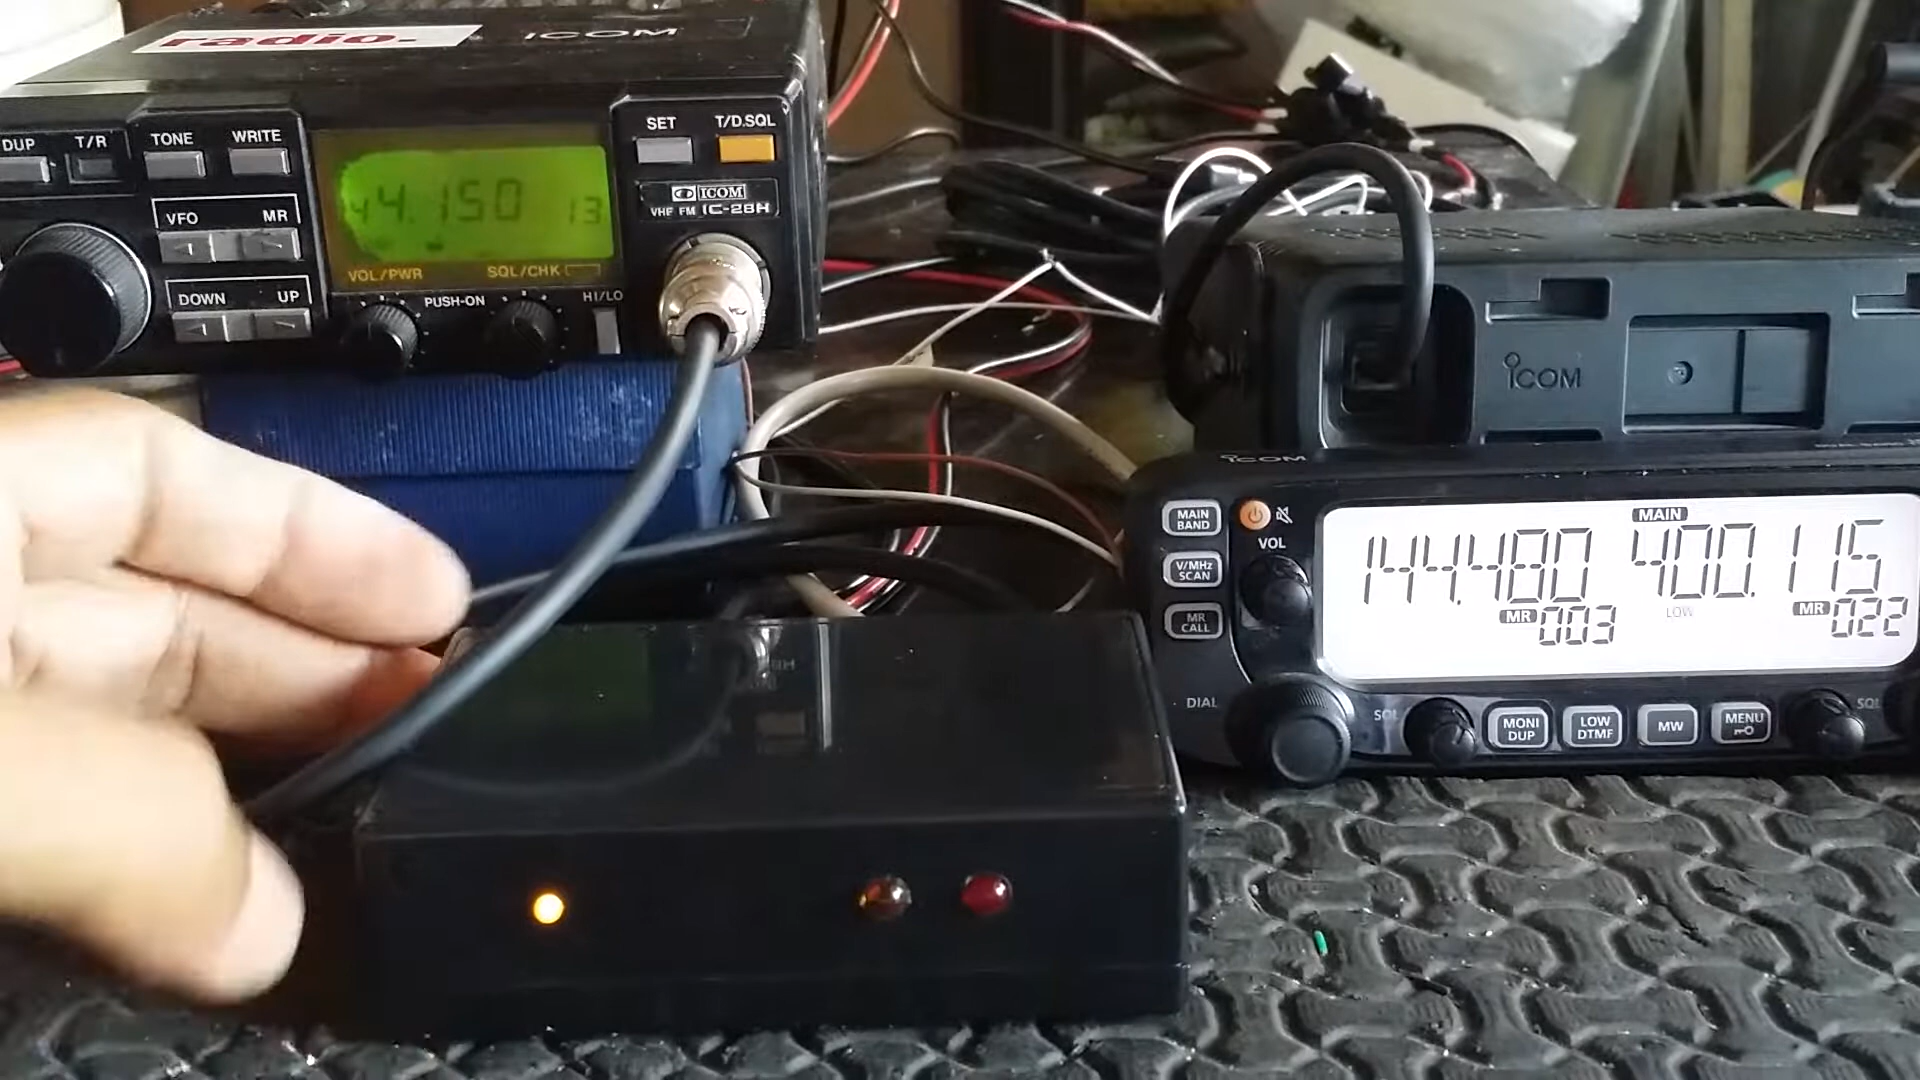 radio. ICOM
DUP T/R TONE WRITE
SET T/D.SQL
VFO MR
44.150 13
ICOM
VHF FM IC-28H
DOWN UP
VOL/PWR SQL/CHK
PUSH-ON
HI/LO
ICOM
ICOM
MAIN
BAND
VOL
V/MHz
SCAN
MR
CALL
MAIN
144.480 400.115
MR 003 LOW MR 022
DIAL
SQL
MONI
DUP
LOW
DTMF
MW
MENU
SQL